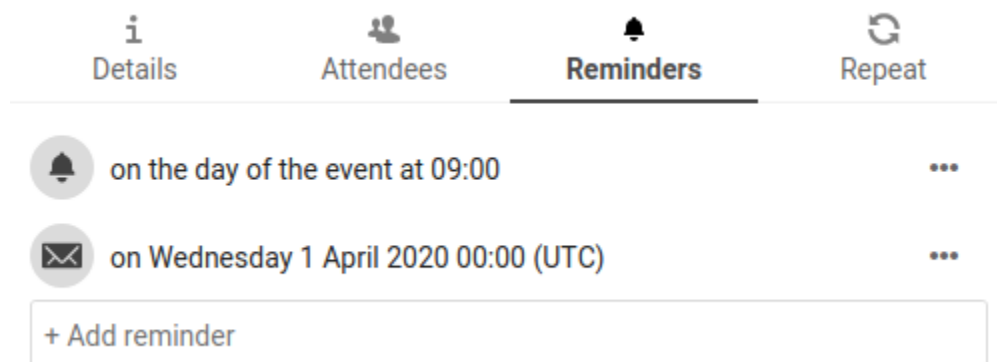 Details Attendees Reminders Repeat
on the day of the event at 09:00
on Wednesday 1 April 2020 00:00 (UTC)
+ Add reminder